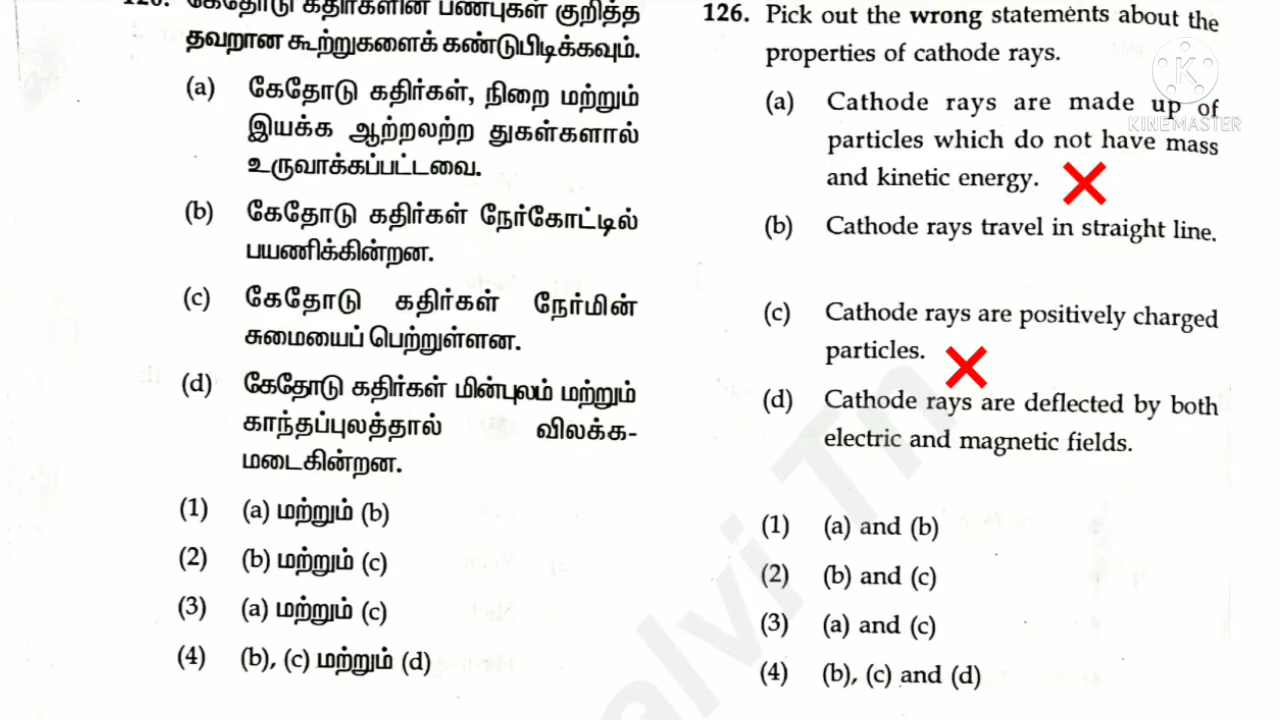 126. கேதோடு கதிர்களின் பண்புகள் குறித்த
தவறான கூற்றுகளைக் கண்டுபிடிக்கவும்.
(a) கேதோடு கதிர்கள், நிறை மற்றும்
இயக்க ஆற்றலற்ற துகள்களால்
உருவாக்கப்பட்டவை.
(b) கேதோடு கதிர்கள் நேர்கோட்டில்
பயணிக்கின்றன.
(c) கேதோடு கதிர்கள் நேர்மின்
சுமையைப் பெற்றுள்ளன.
(d) கேதோடு கதிர்கள் மின்புலம் மற்றும்
காந்தப்புலத்தால் விலக்க-
மடைகின்றன.
(1) (a) மற்றும் (b)
(2) (b) மற்றும் (c)
(3) (a) மற்றும் (c)
(4) (b), (c) மற்றும் (d)
126. Pick out the wrong statements about the
properties of cathode rays.
(a) Cathode rays are made up of
particles which do not have mass
and kinetic energy.
(b) Cathode rays travel in straight line.
(c) Cathode rays are positively charged
particles.
(d) Cathode rays are deflected by both
electric and magnetic fields.
(1) (a) and (b)
(2) (b) and (c)
(3) (a) and (c)
(4) (b), (c) and (d)
K
KINEMASTER
alvi Tn